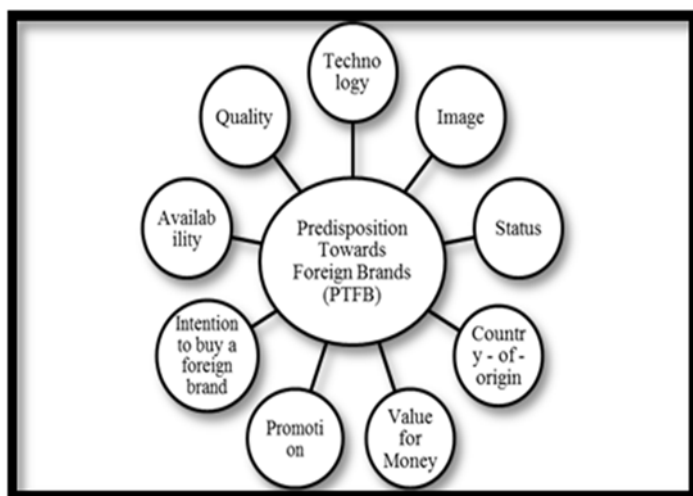 Techno
logy
Quality
Image
Availab
ility
Predisposition
Towards
Foreign Brands
(PTFB)
Status
Intention
to buy a
foreign
brand
Countr
y - of -
origin
Promoti
on
Value
for
Money